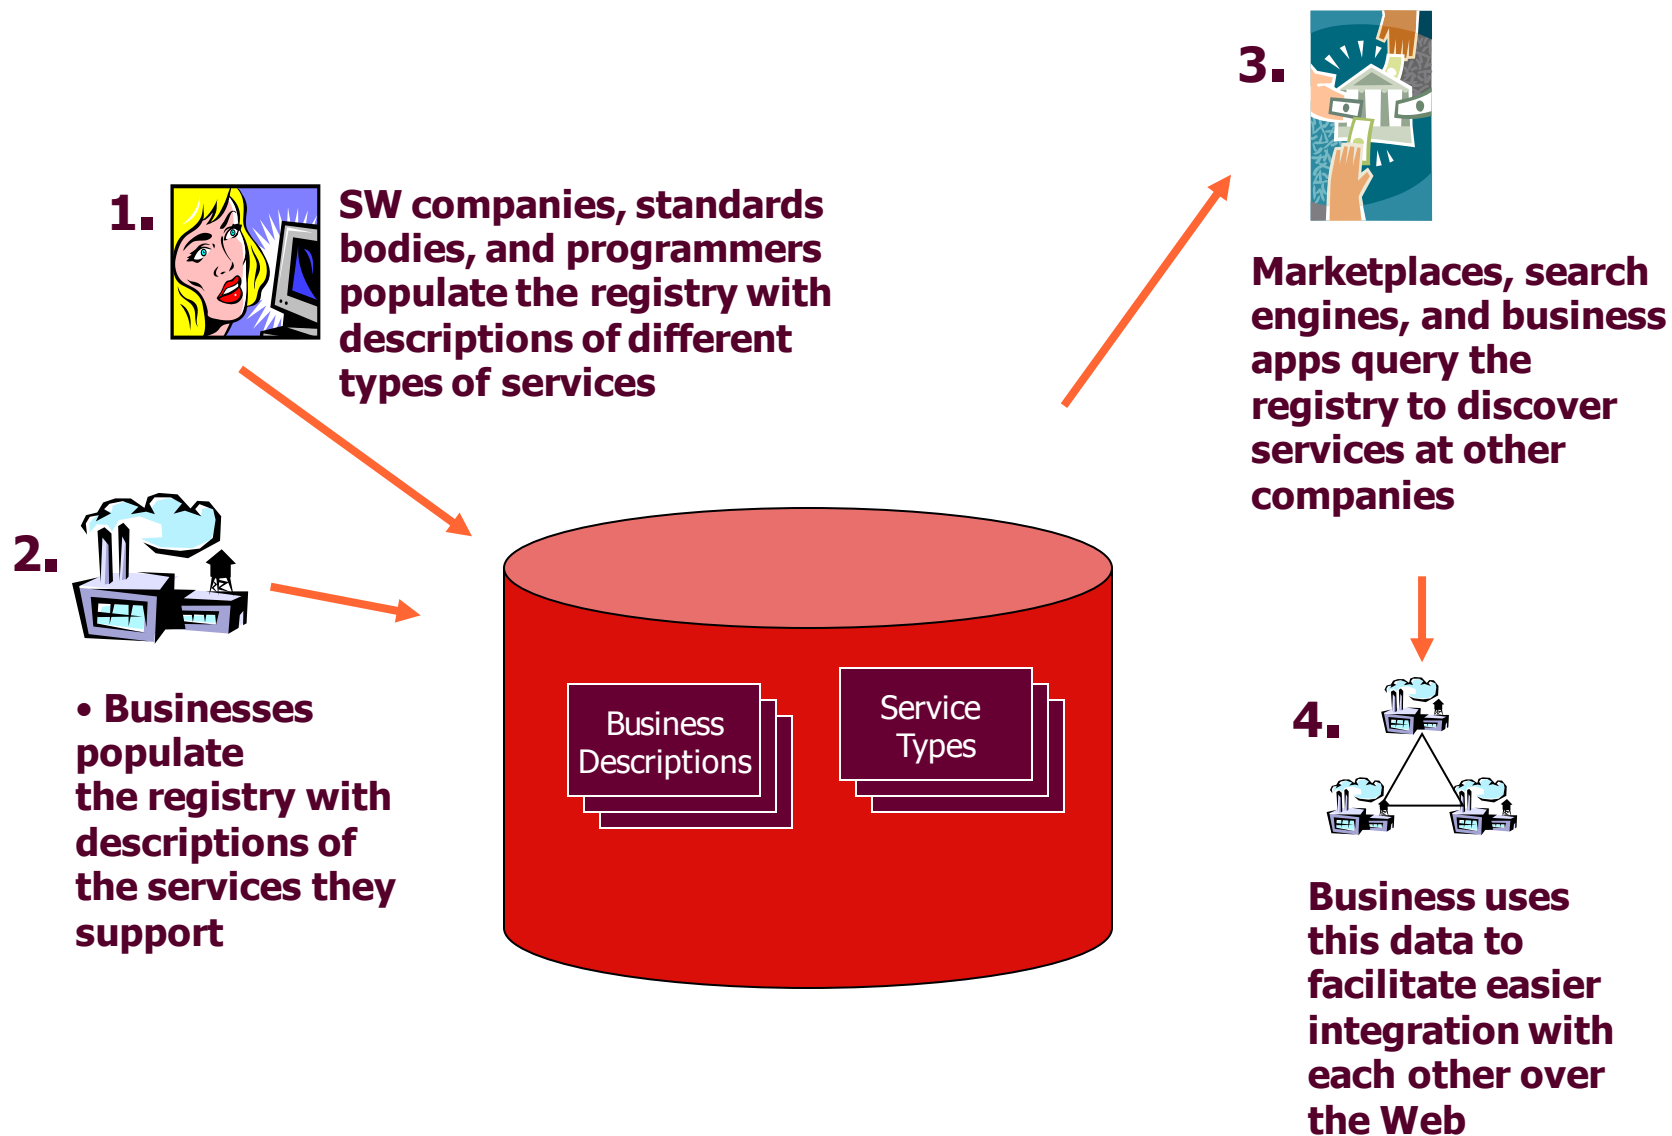 1.
SW companies, standards
bodies, and programmers
populate the registry with
descriptions of different
types of services
2.
• Businesses
populate
the registry with
descriptions of
the services they
support
Business
Descriptions
Service
Types
3.
Marketplaces, search
engines, and business
apps query the
registry to discover
services at other
companies
4.
Business uses
this data to
facilitate easier
integration with
each other over
the Web